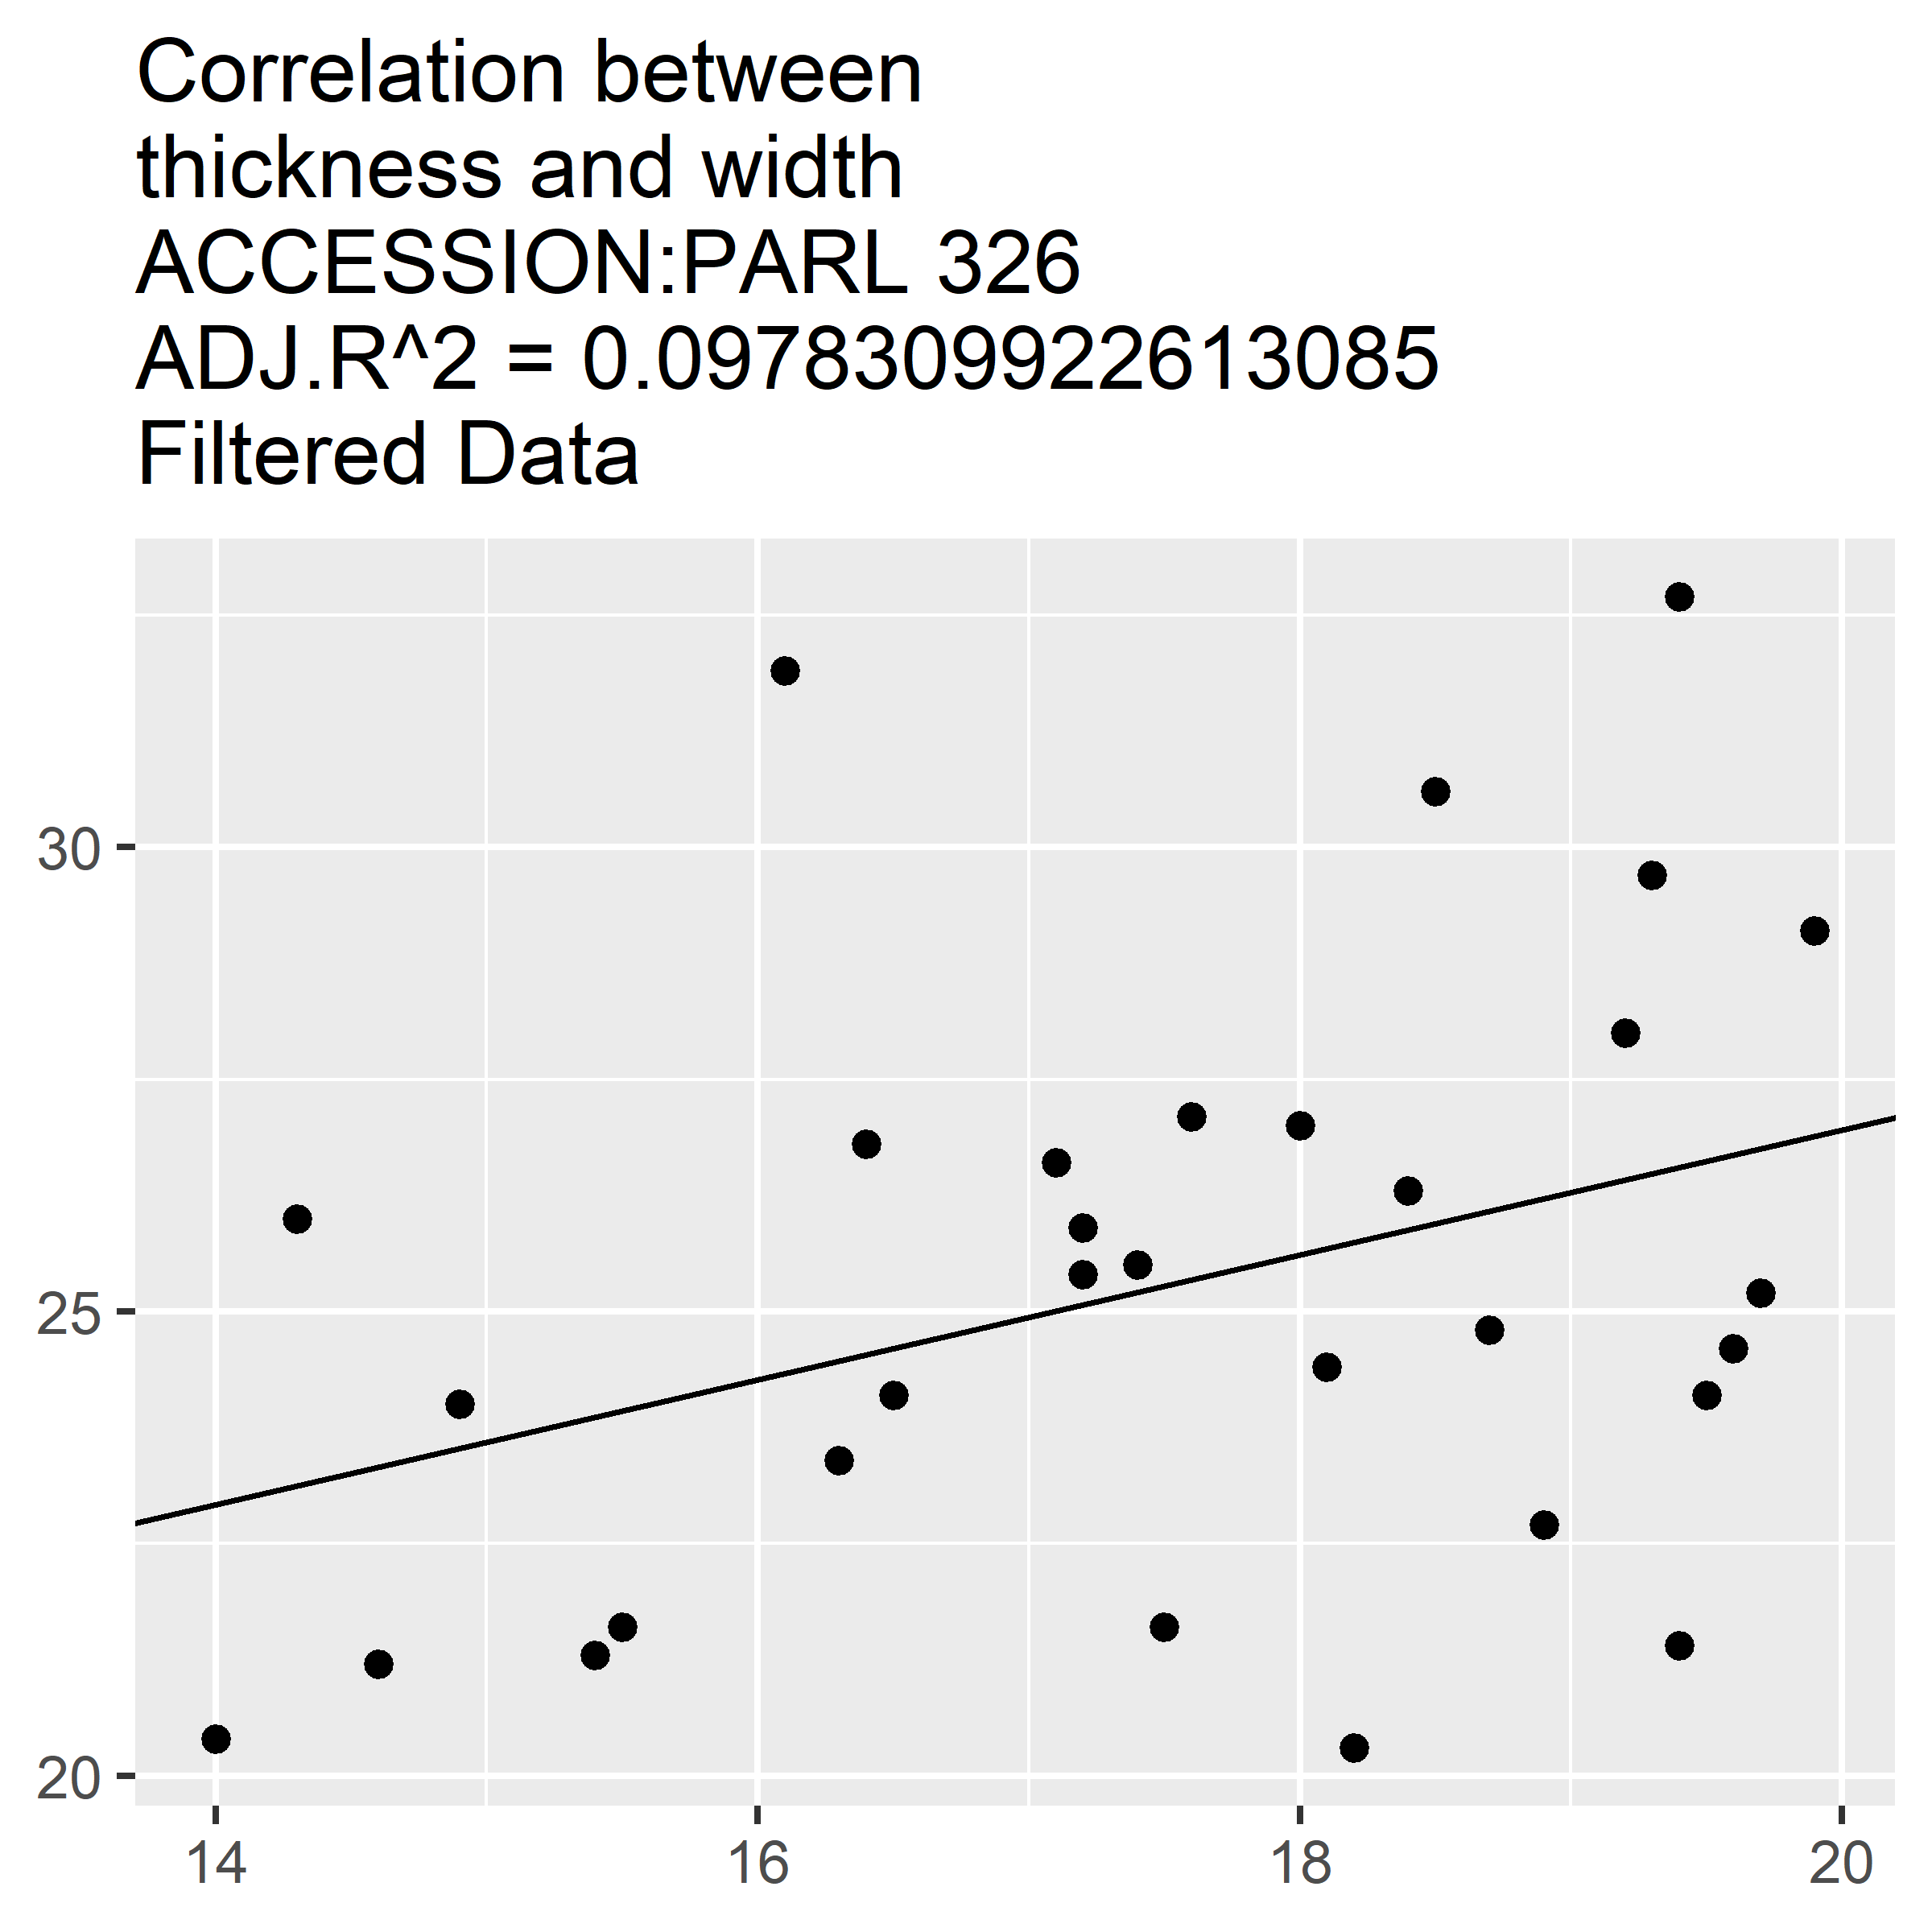 Correlation between
thickness and width
ACCESSION:PARL 326
ADJ.R^2 = 0.0978309922613085
Filtered Data
30
25
20
14 16 18 20